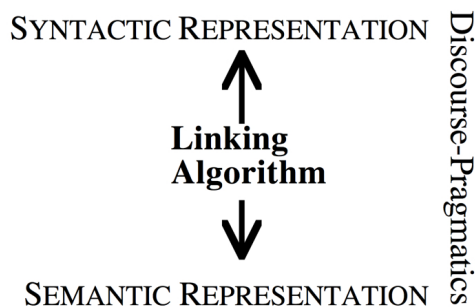 SYNTACTIC REPRESENTATION
Linking
Algorithm
SEMANTIC REPRESENTATION
Discourse-Pragmatics